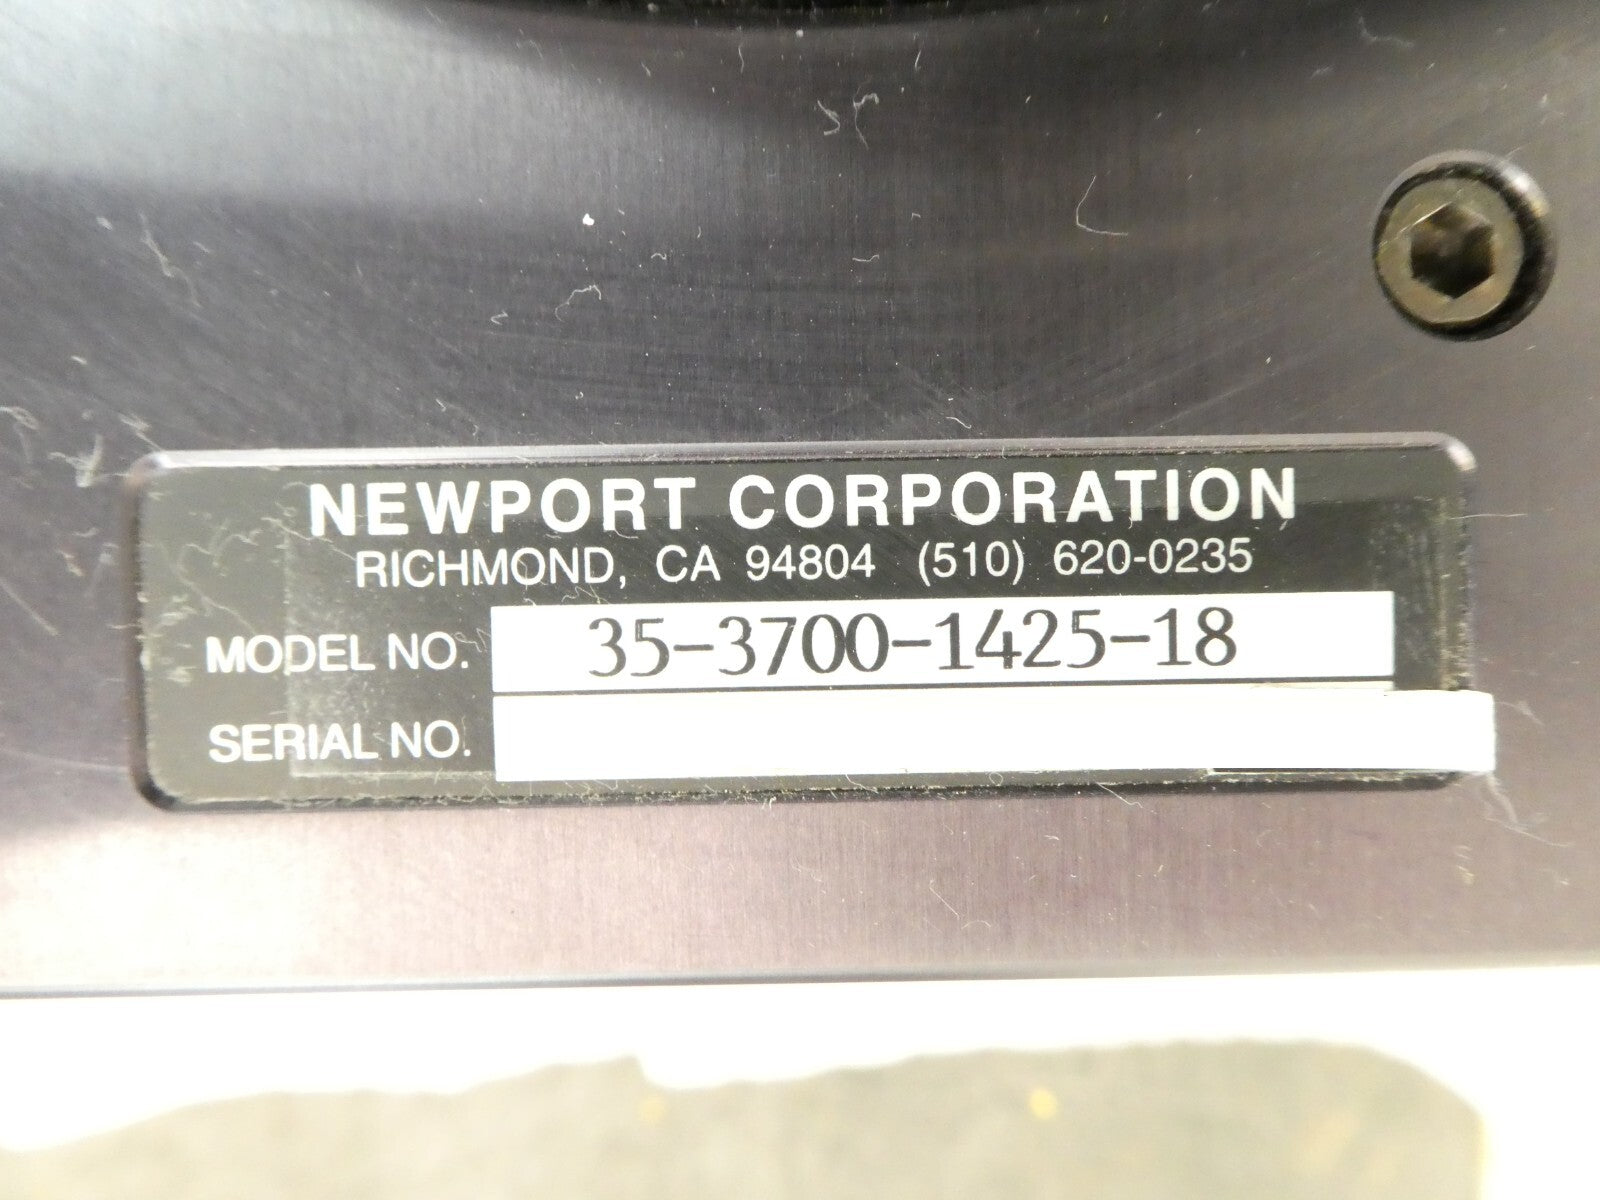 NEWPORT CORPORATION
RICHMOND, CA 94804 (510) 620-0235
MODEL NO. 35-3700-1425-18
SERIAL NO.